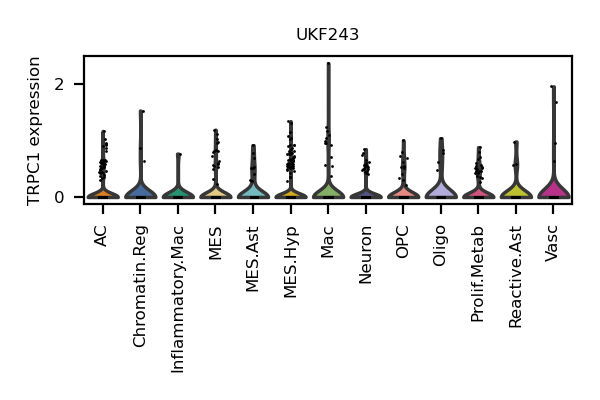 UKF243
TRPC1 expression
2
0
AC
Chromatin.Reg
Inflammatory.Mac
MES
MES.Ast
MES.Hyp
Mac
Neuron
OPC
Oligo
Prolif.Metab
Reactive.Ast
Vasc